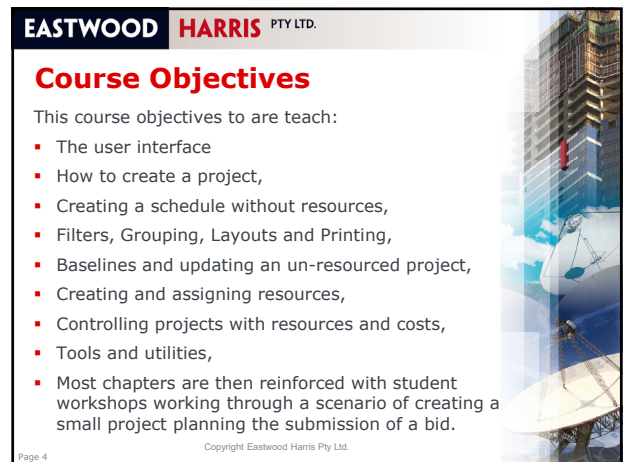 EASTWOOD HARRIS PTY LTD.
Course Objectives
This course objectives to are teach:
▪ The user interface
▪ How to create a project,
▪ Creating a schedule without resources,
▪ Filters, Grouping, Layouts and Printing,
▪ Baselines and updating an un-resourced project,
▪ Creating and assigning resources,
▪ Controlling projects with resources and costs,
▪ Tools and utilities,
▪ Most chapters are then reinforced with student
workshops working through a scenario of creating a
small project planning the submission of a bid.
Copyright Eastwood Harris Pty Ltd.
Page 4